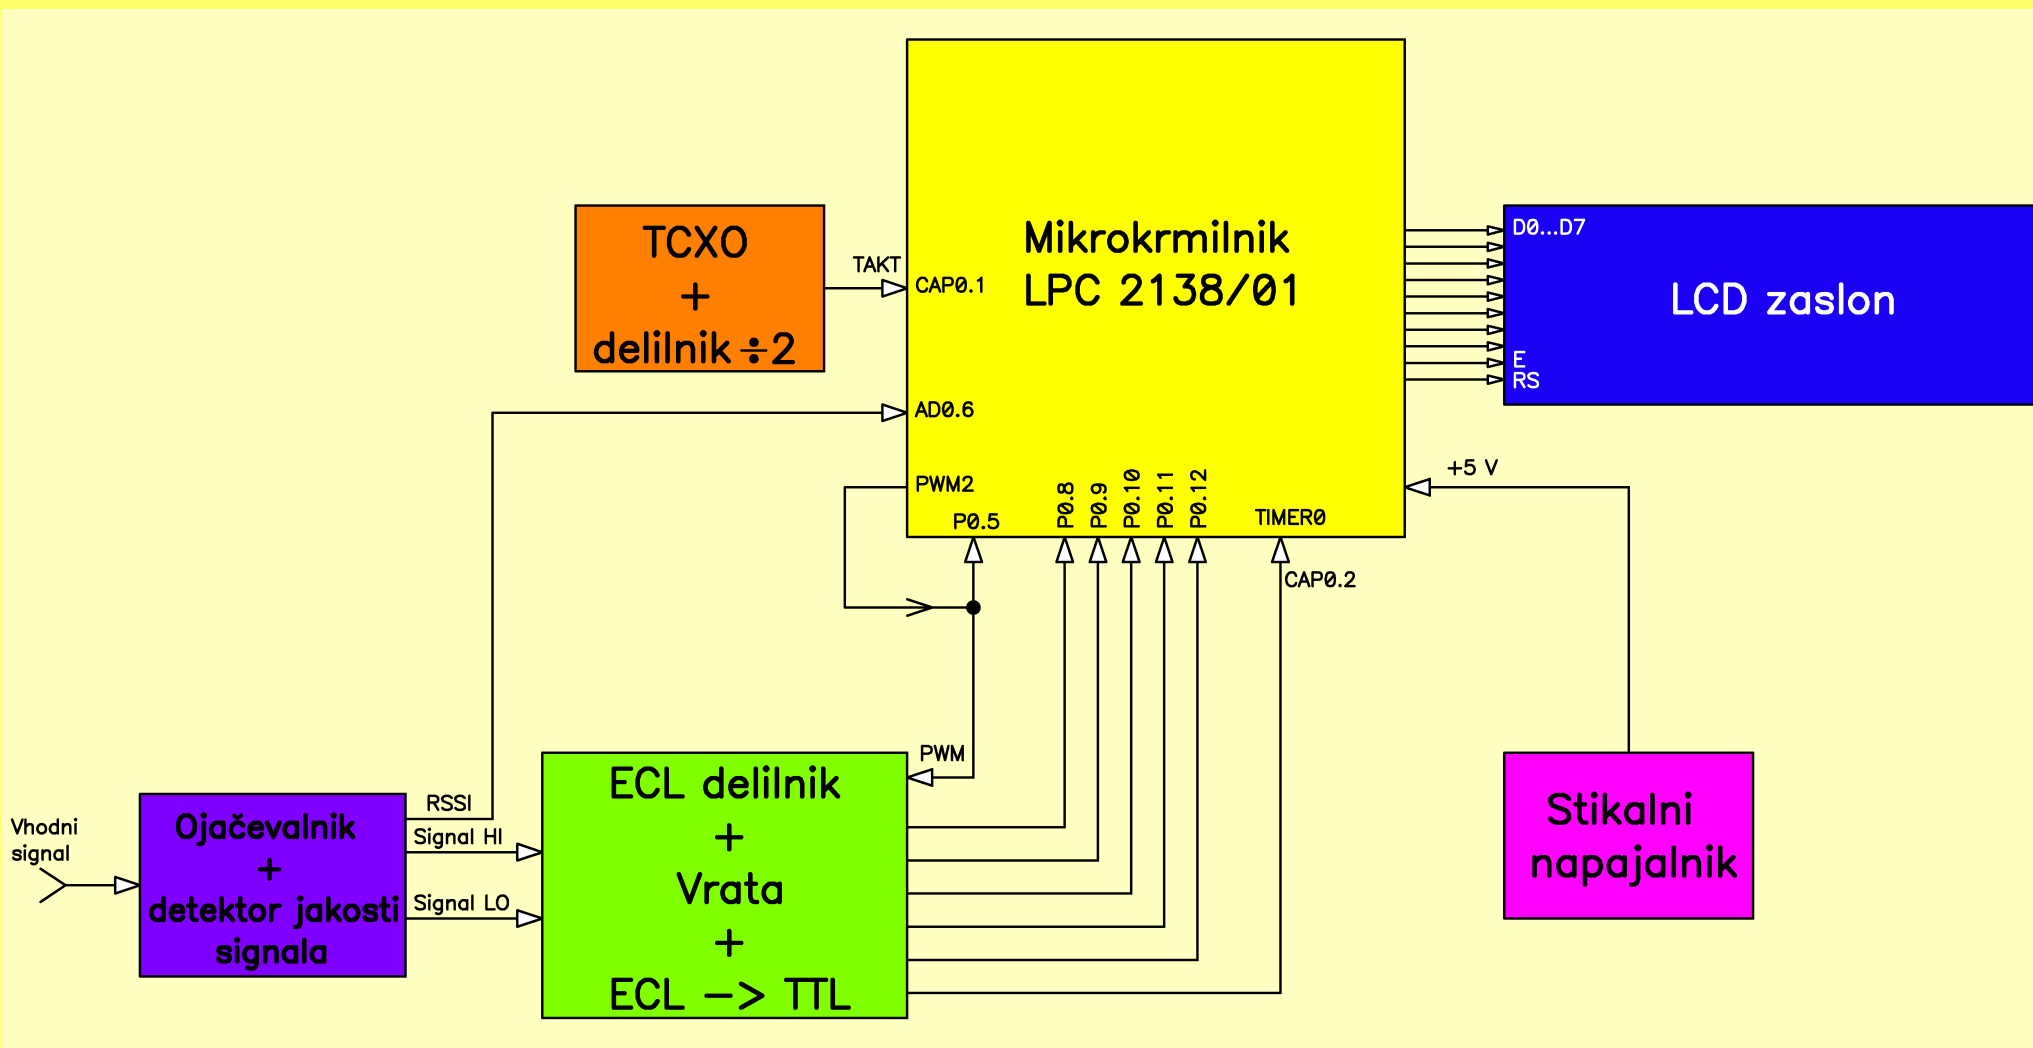 TCXO
+
delilnik ÷2
TAKT
CAP0.1
Mikrokrmilnik
LPC 2138/01
D0...D7
LCD zaslon
E
RS
AD0.6
PWM2
P0.5
P0.8
P0.9
P0.10
P0.11
P0.12
TIMER0
CAP0.2
+5 V
Vhodni
signal
Ojačevalnik
+
detektor jakosti
signala
RSSI
Signal HI
Signal LO
PWM
ECL delilnik
+
Vrata
+
ECL –> TTL
Stikalni
napajalnik